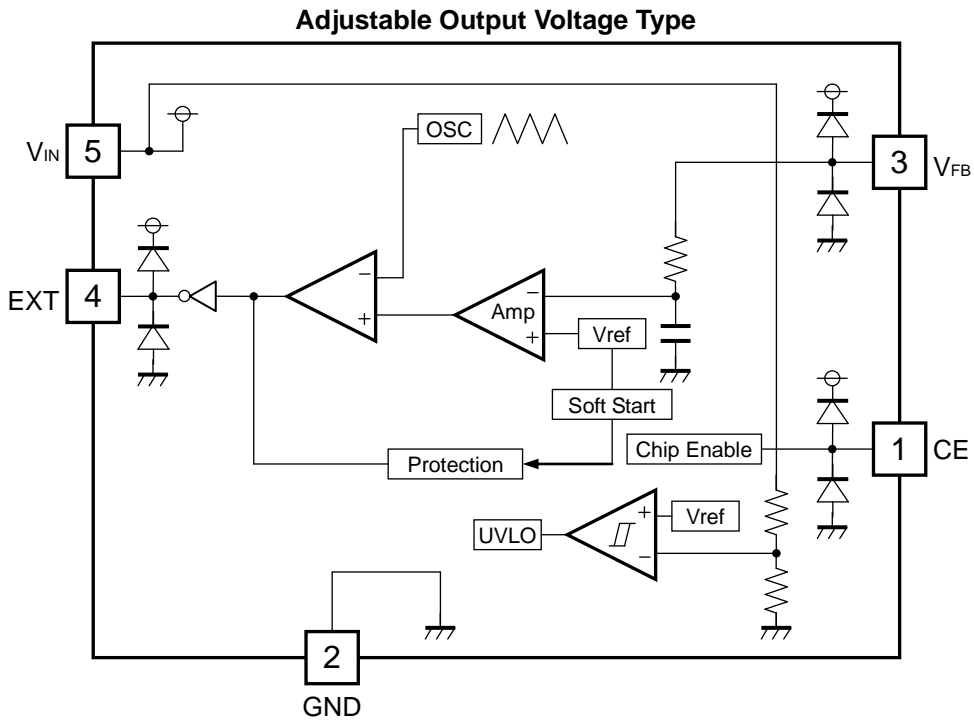 Adjustable Output Voltage Type
OSC
5
VIN
3
VFB
4
EXT
−
+
Amp
−
+
Vref
Soft Start
Chip Enable
1
CE
Protection
+
Vref
UVLO
−
2
GND